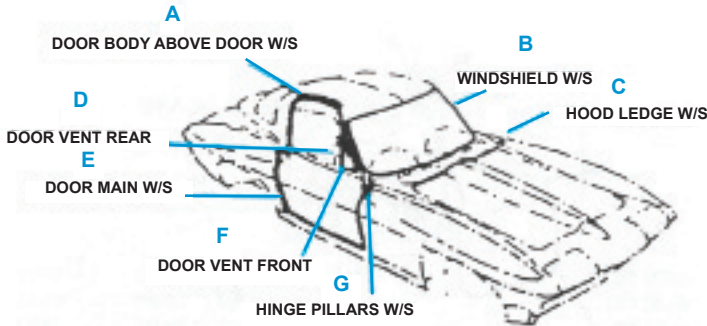 A
DOOR BODY ABOVE DOOR W/S
B
WINDSHIELD W/S
C
HOOD LEDGE W/S
D
DOOR VENT REAR
E
DOOR MAIN W/S
F
DOOR VENT FRONT
G
HINGE PILLARS W/S